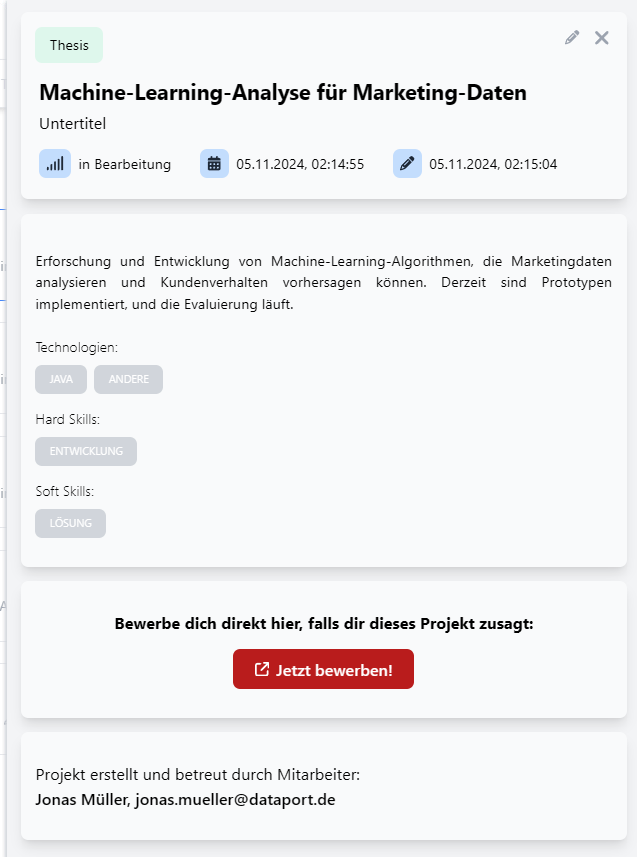 Thesis
Machine-Learning-Analyse für Marketing-Daten
Untertitel
in Bearbeitung 05.11.2024, 02:14:55 05.11.2024, 02:15:04
Erforschung und Entwicklung von Machine-Learning-Algorithmen, die Marketingdaten
analysieren und Kundenverhalten vorhersagen können. Derzeit sind Prototypen
implementiert, und die Evaluierung läuft.
Technologien:
JAVA ANDERE
Hard Skills:
ENTWICKLUNG
Soft Skills:
LÖSUNG
Bewerbe dich direkt hier, falls dir dieses Projekt zusagt:
Jetzt bewerben!
Projekt erstellt und betreut durch Mitarbeiter:
Jonas Müller, jonas.mueller@dataport.de